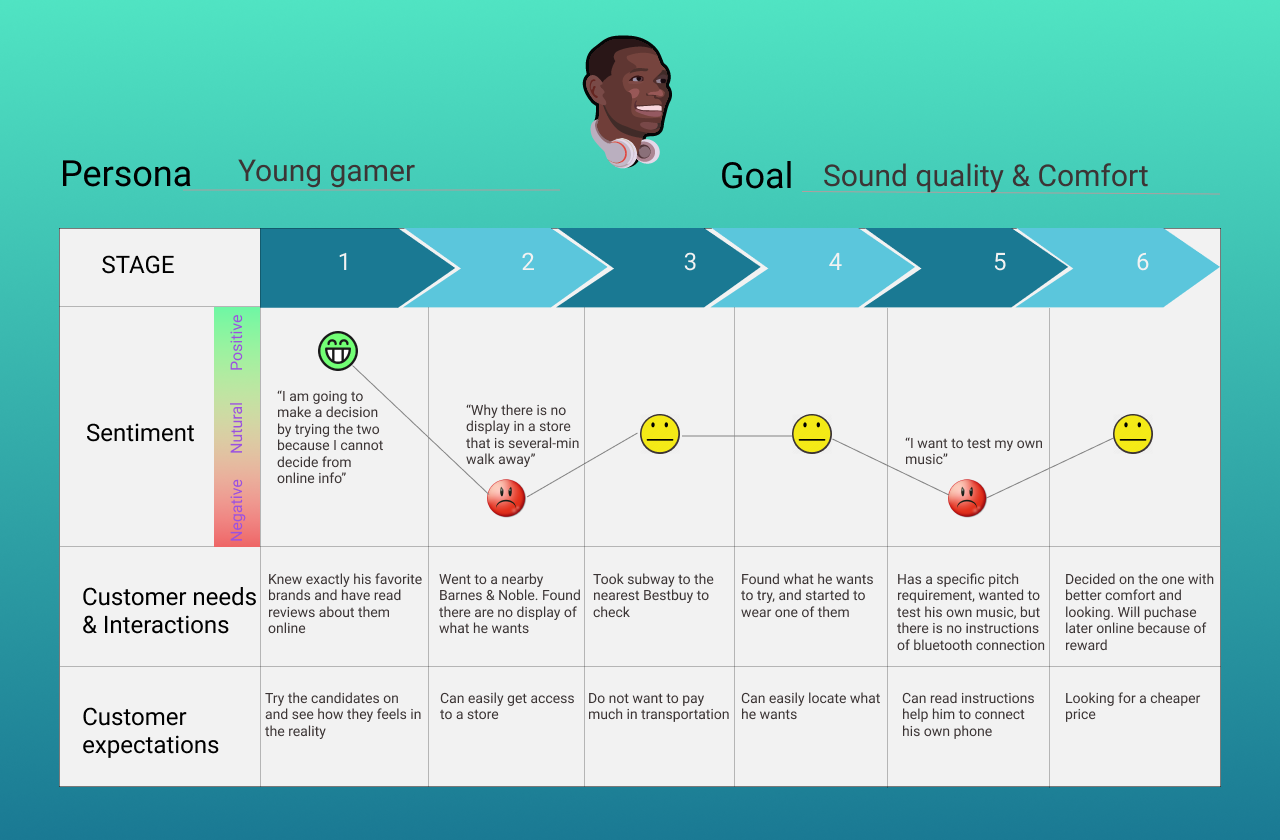 Persona Young gamer
Goal Sound quality & Comfort
STAGE 1 2 3 4 5 6
Sentiment
Positive
Nutural
Negative
“I am going to
make a decision
by trying the two
because I cannot
decide from
online info”
“Why there is no
display in a store
that is several-min
walk away”
“I want to test my own
music”
Customer needs
& Interactions
Knew exactly his favorite
brands and have read
reviews about them
online
Went to a nearby
Barnes & Noble. Found
there are no display of
what he wants
Took subway to the
nearest Bestbuy to
check
Found what he wants
to try, and started to
wear one of them
Has a specific pitch
requirement, wanted to
test his own music, but
there is no instructions
of bluetooth connection
Decided on the one with
better comfort and
looking. Will puchase
later online because of
reward
Customer
expectations
Try the candidates on
and see how they feels in
the reality
Can easily get access
to a store
Do not want to pay
much in transportation
Can easily locate what
he wants
Can read instructions
help him to connect
his own phone
Looking for a cheaper
price